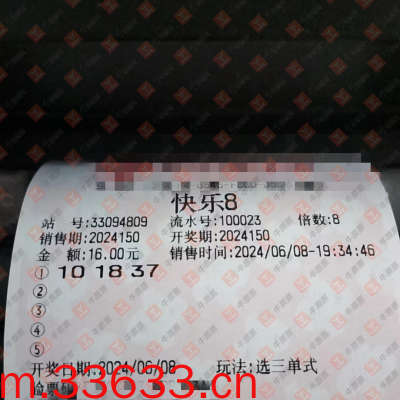 快乐8
站 号:33094809 流水号:100023 倍数:8
销售期:2024150 开奖期:2024150
金 额:16.00元 销售时间:2024/06/08-19:34:46
① 10 18 37
②
③
④
⑤
开奖日期:2024/06/08 玩法:选三单式
验票
m.33633.cn